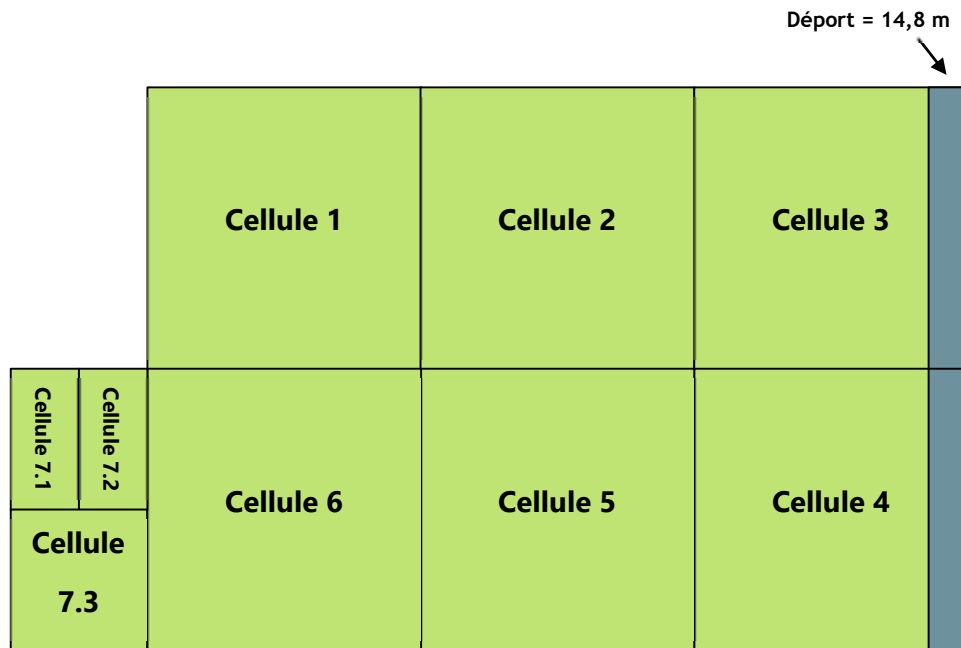 Déport = 14,8 m
Cellule 1
Cellule 2
Cellule 3
Cellule 7.1
Cellule 7.2
Cellule 6
Cellule 5
Cellule 4
Cellule
7.3